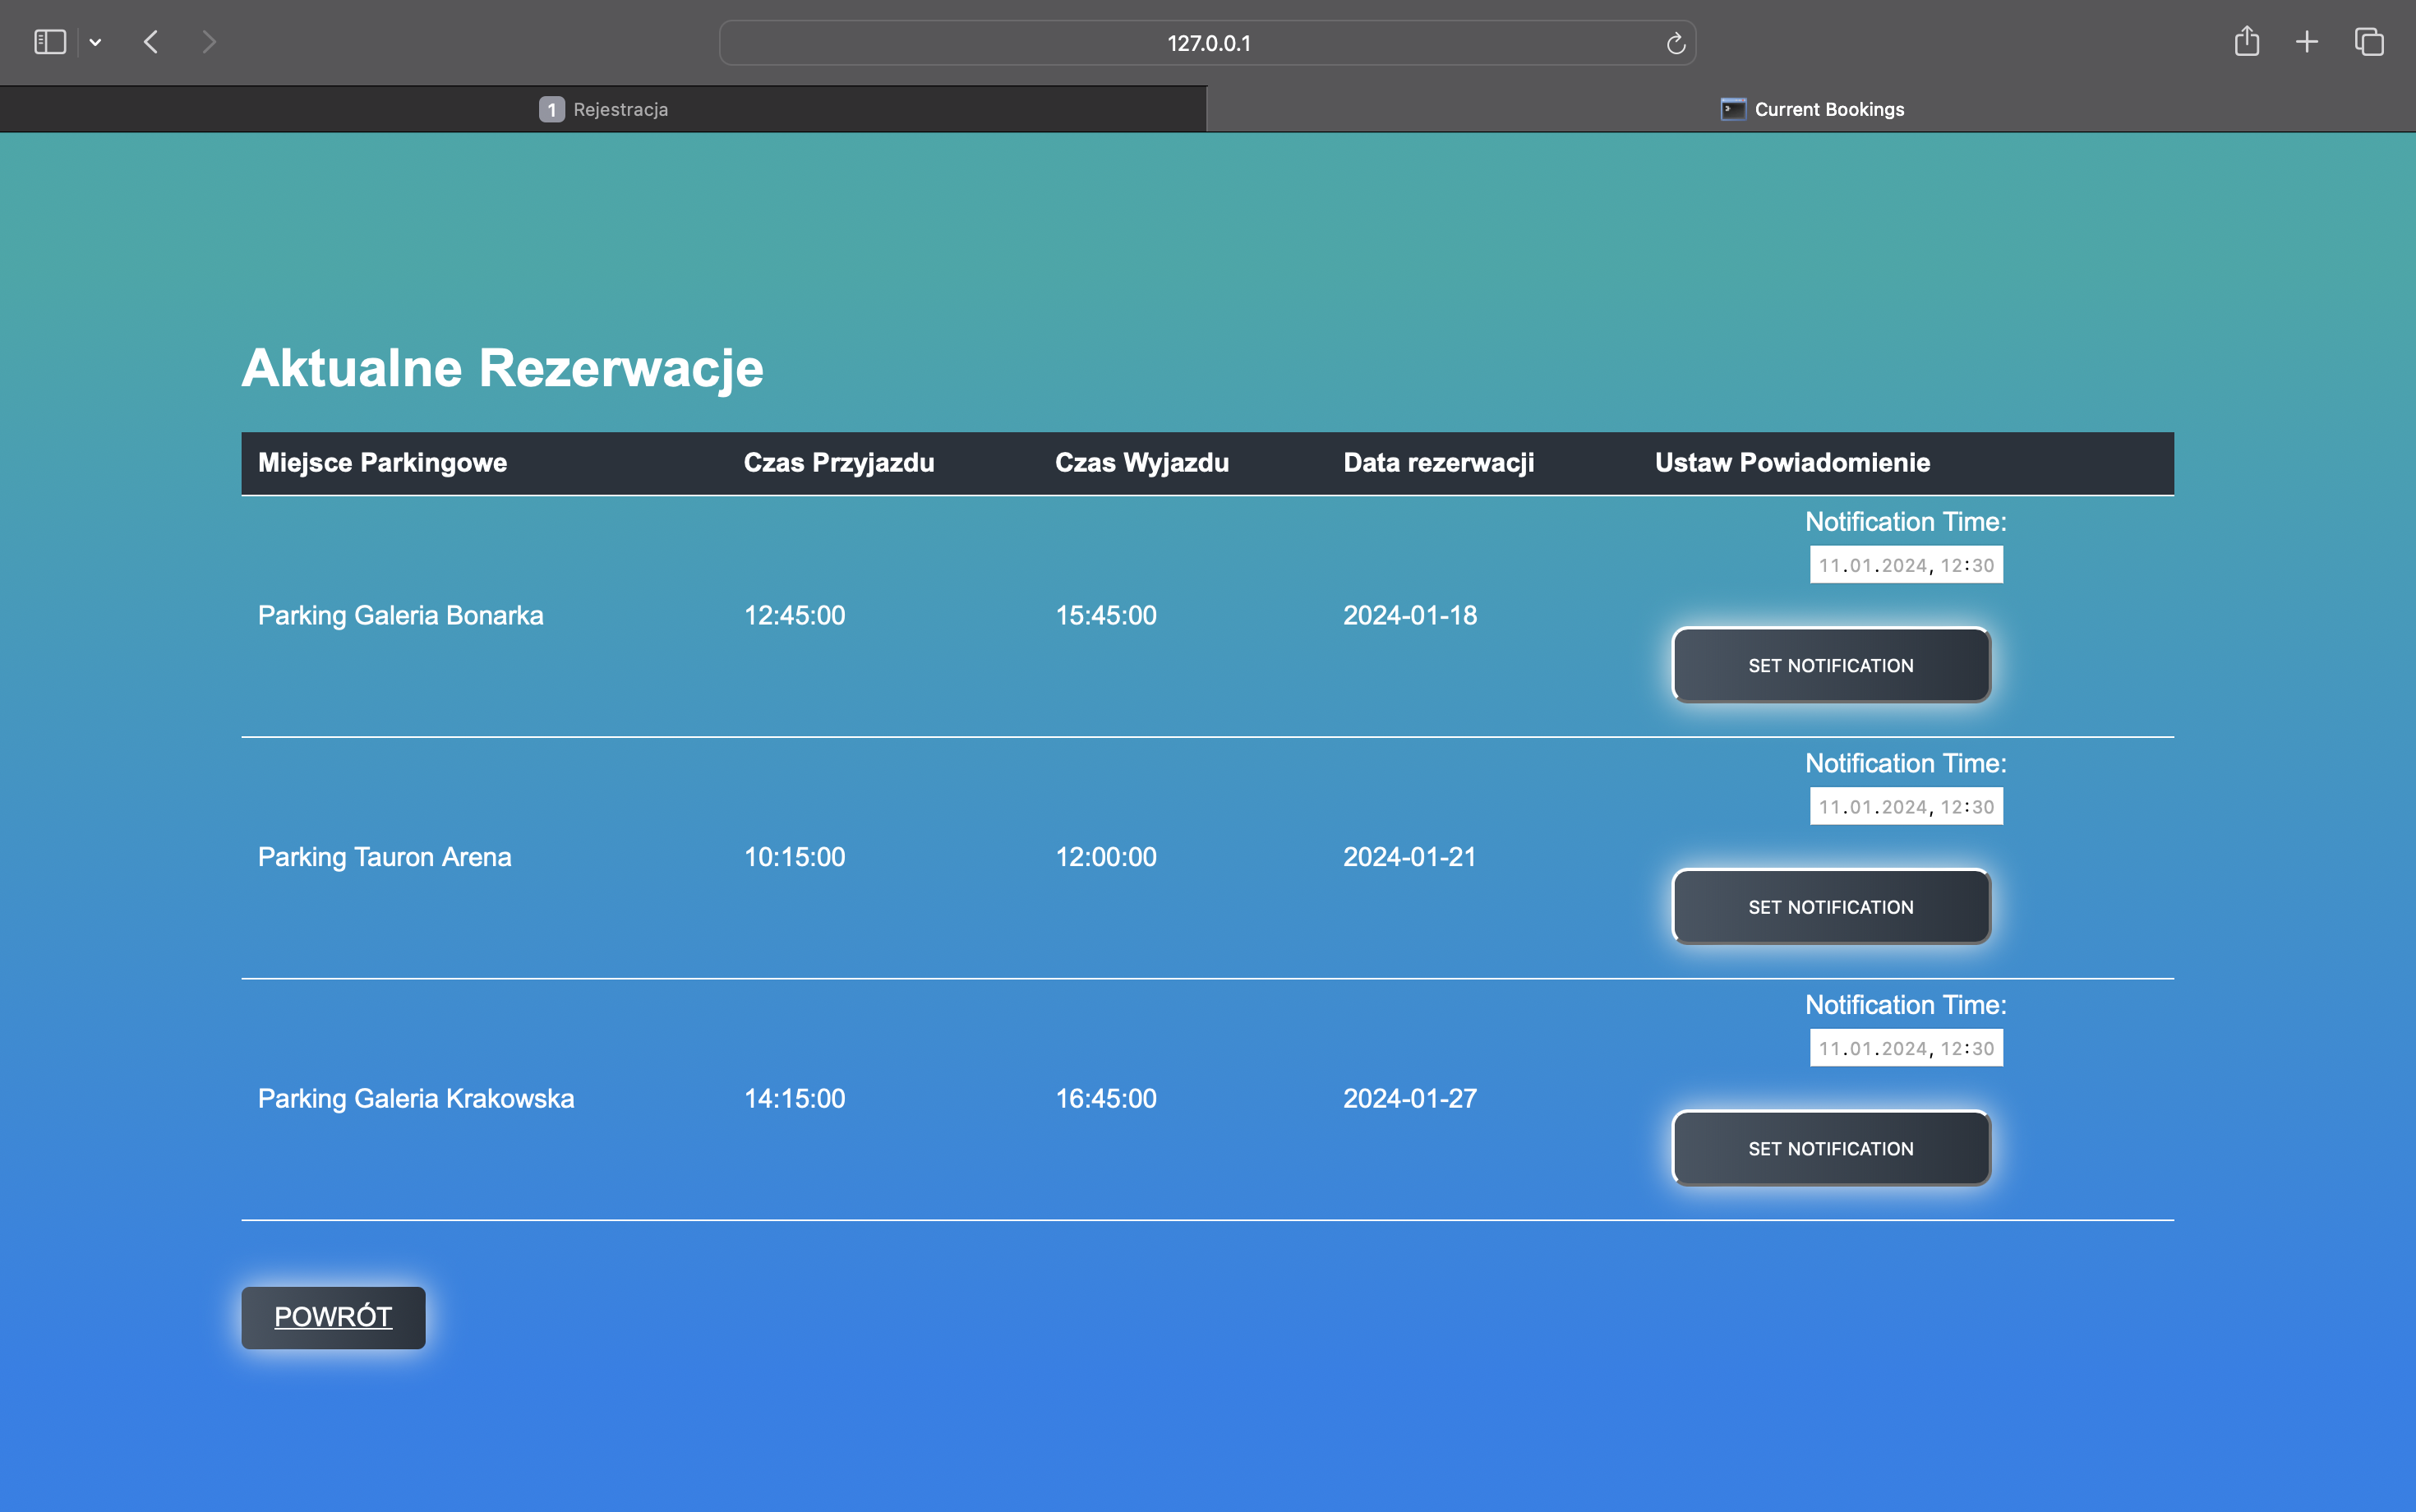 127.0.0.1
1 Rejestracja
Current Bookings
Aktualne Rezerwacje
Miejsce Parkingowe Czas Przyjazdu Czas Wyjazdu Data rezerwacji Ustaw Powiadomienie
Notification Time:
11.01.2024, 12:30
Parking Galeria Bonarka 12:45:00 15:45:00 2024-01-18
SET NOTIFICATION
Notification Time:
11.01.2024, 12:30
Parking Tauron Arena 10:15:00 12:00:00 2024-01-21
SET NOTIFICATION
Notification Time:
11.01.2024, 12:30
Parking Galeria Krakowska 14:15:00 16:45:00 2024-01-27
SET NOTIFICATION
POWRÓT